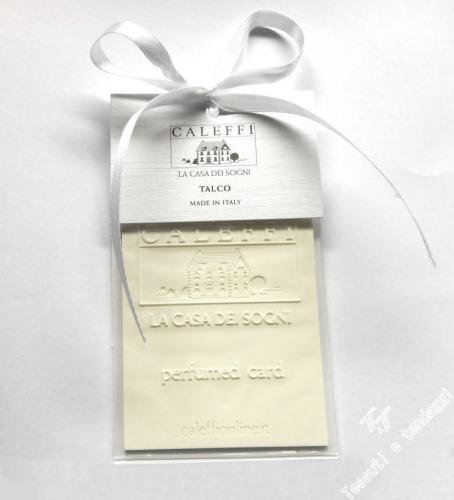 CALEFFI
LA CASA DEI SOGNI
TALCO
MADE IN ITALY
CALEFFI
LA CASA DEI SOGNI
perfumed card
caleffionline.it
TT
Tessuti e tendaggi